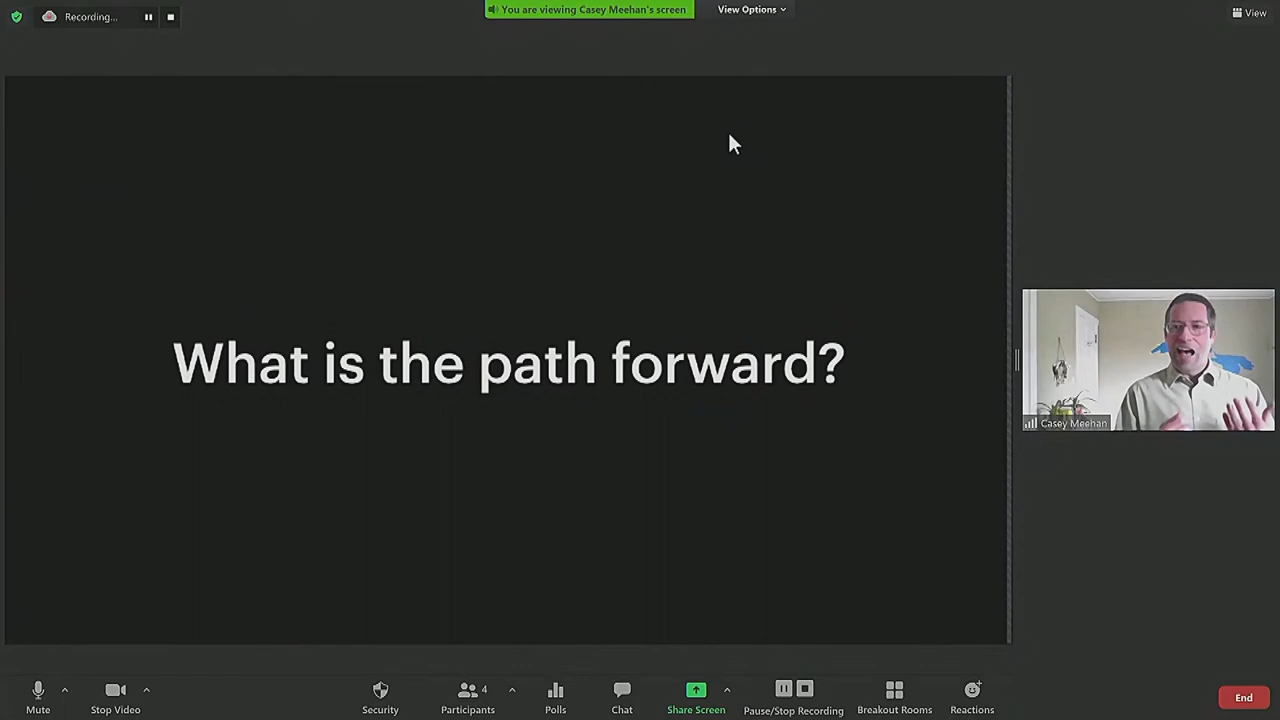 Recording...
You are viewing Casey Meehan's screen
View Options
View
What is the path forward?
Casey Meehan
Mute
Stop Video
Security
4
Participants
Polls
Chat
Share Screen
Pause/Stop Recording
Breakout Rooms
Reactions
End